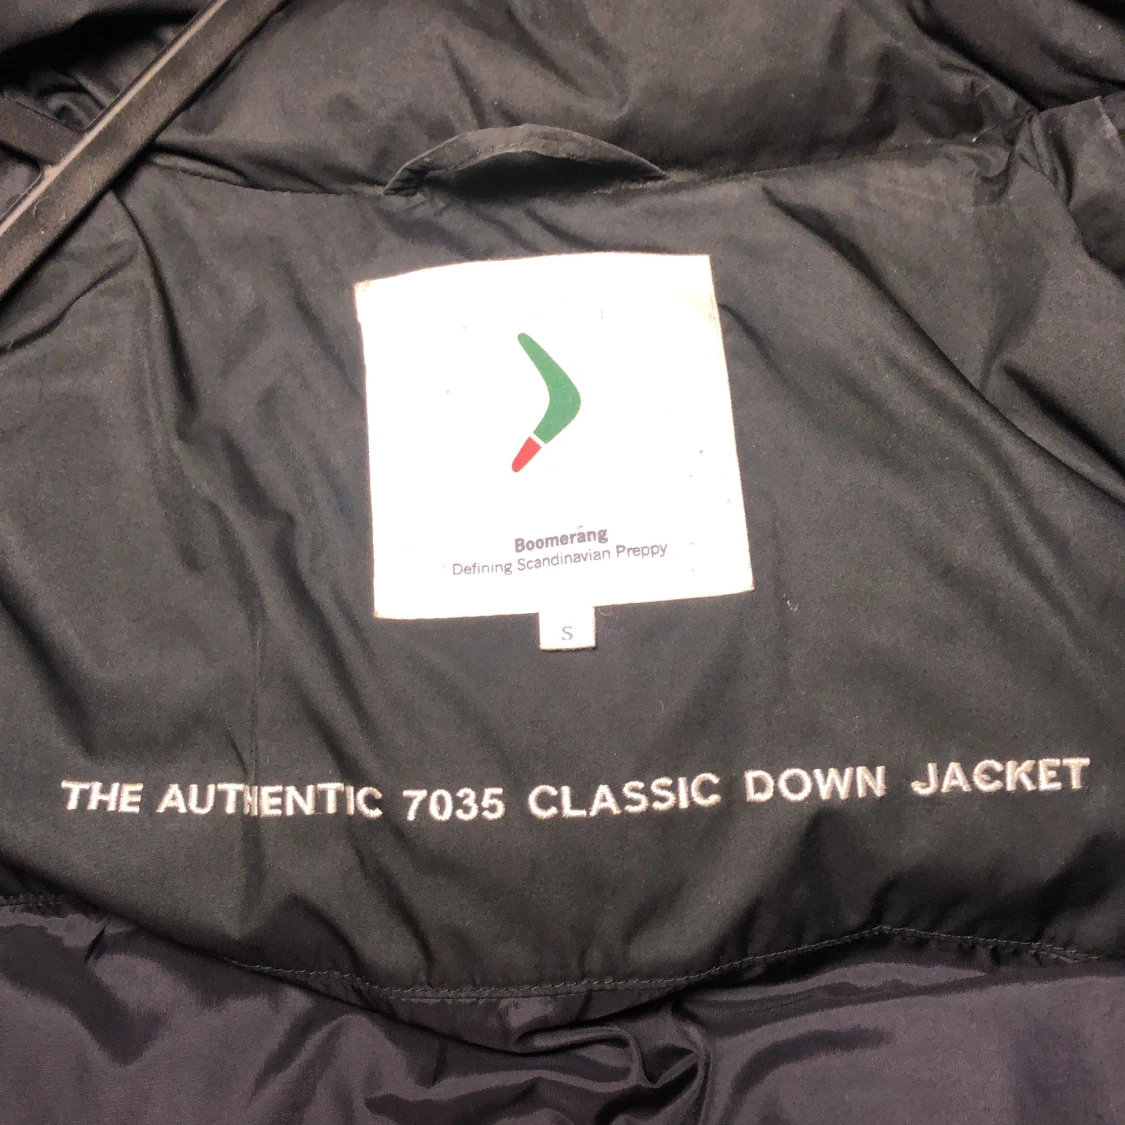 Boomerang
Defining Scandinavian Preppy
S
THE AUTHENTIC 7035 CLASSIC DOWN JACKET